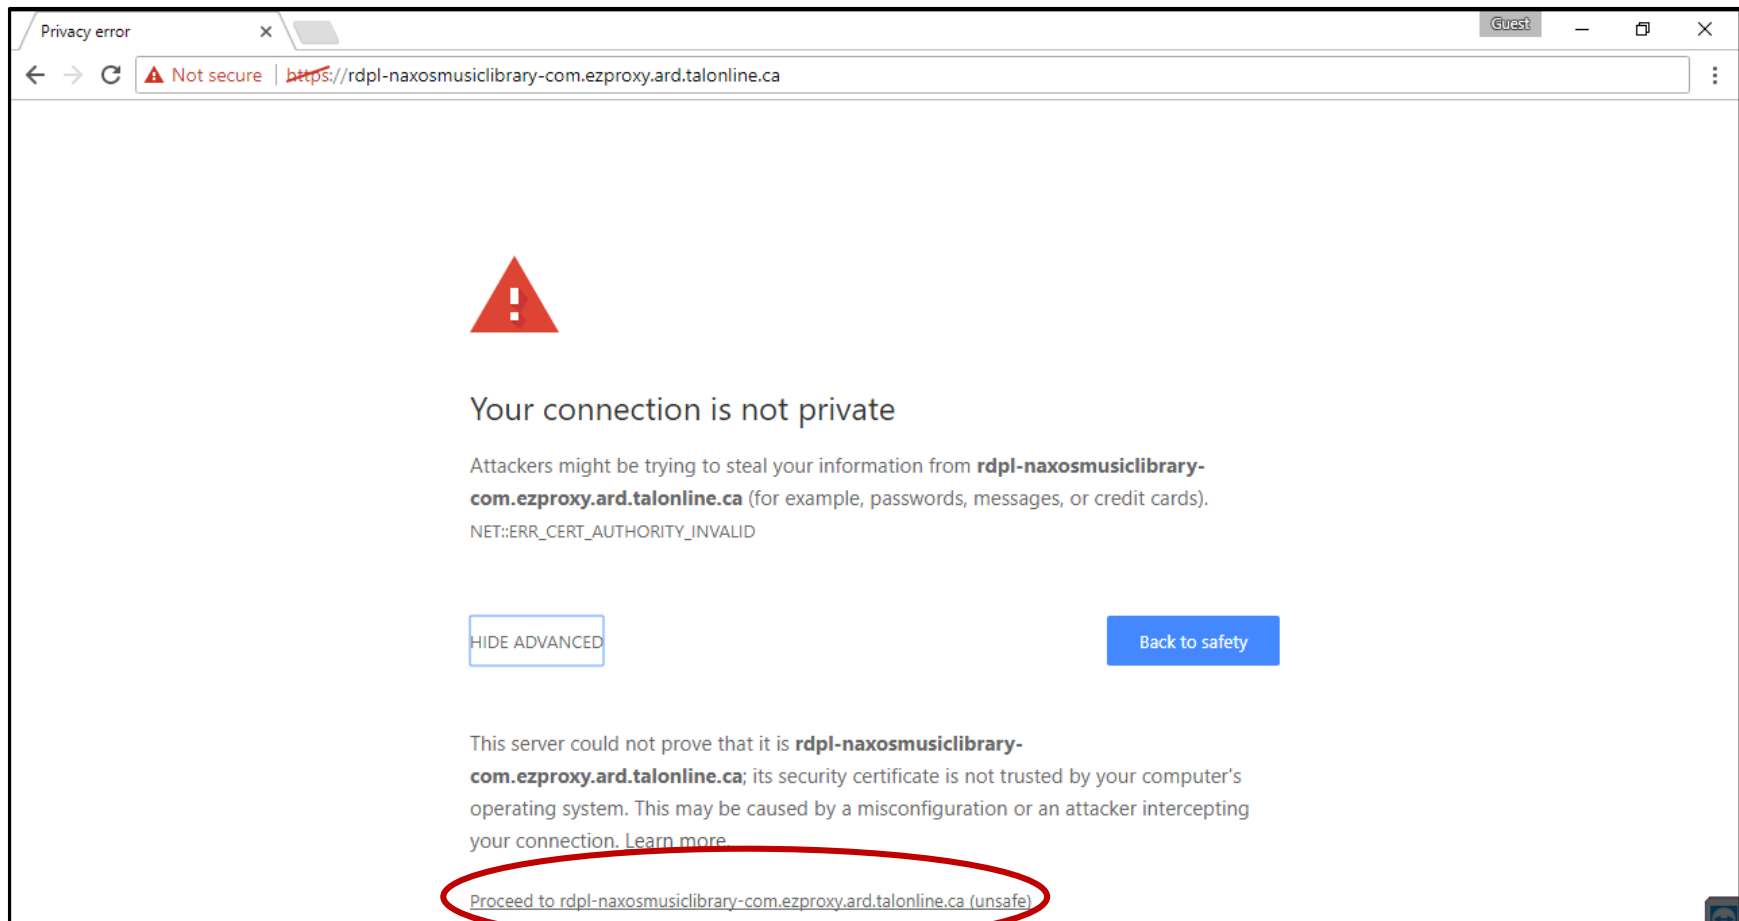 Privacy error
Guest
Not secure | https://rdpl-naxosmusiclibrary-com.ezproxy.ard.talonline.ca
Your connection is not private
Attackers might be trying to steal your information from rdpl-naxosmusiclibrary-
com.ezproxy.ard.talonline.ca (for example, passwords, messages, or credit cards).
NET::ERR_CERT_AUTHORITY_INVALID
HIDE ADVANCED
Back to safety
This server could not prove that it is rdpl-naxosmusiclibrary-
com.ezproxy.ard.talonline.ca; its security certificate is not trusted by your computer's
operating system. This may be caused by a misconfiguration or an attacker intercepting
your connection. Learn more.
Proceed to rdpl-naxosmusiclibrary-com.ezproxy.ard.talonline.ca (unsafe)